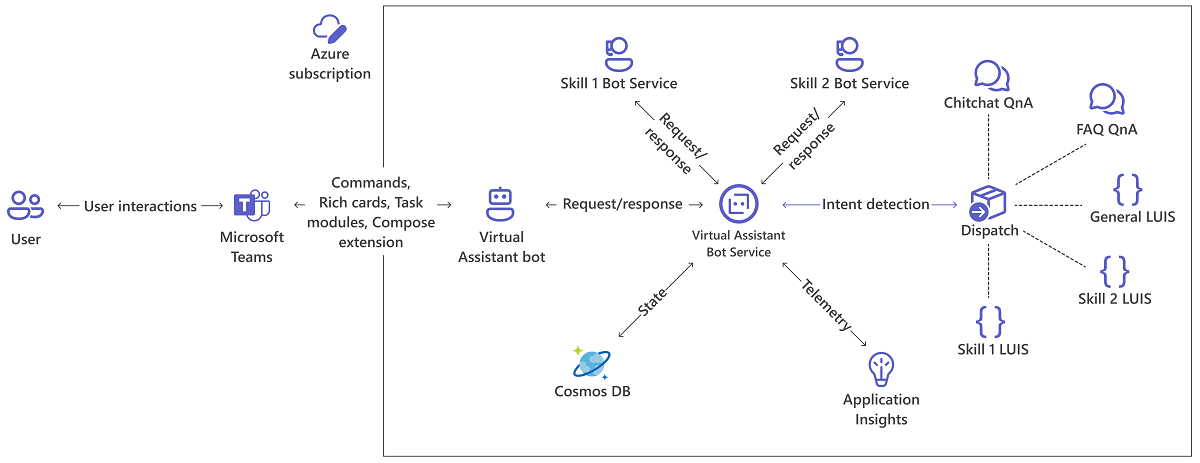 Azure
subscription
Skill 1 Bot Service
Skill 2 Bot Service
Chitchat QnA
FAQ QnA
Request/
response
Request/
response
User interactions
Commands,
Rich cards, Task
modules, Compose
extension
Request/response
Intent detection
General LUIS
User
Microsoft
Teams
Virtual
Assistant bot
Virtual Assistant
Bot Service
Dispatch
Skill 2 LUIS
State
Telemetry
Skill 1 LUIS
Cosmos DB
Application
Insights
T